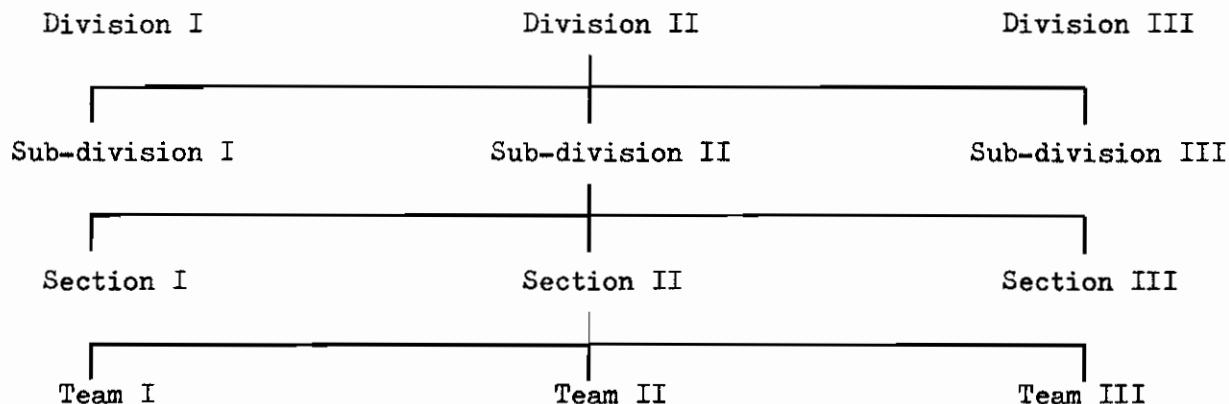 Division I Division II Division III
Sub-division I Sub-division II Sub-division III
Section I Section II Section III
Team I Team II Team III